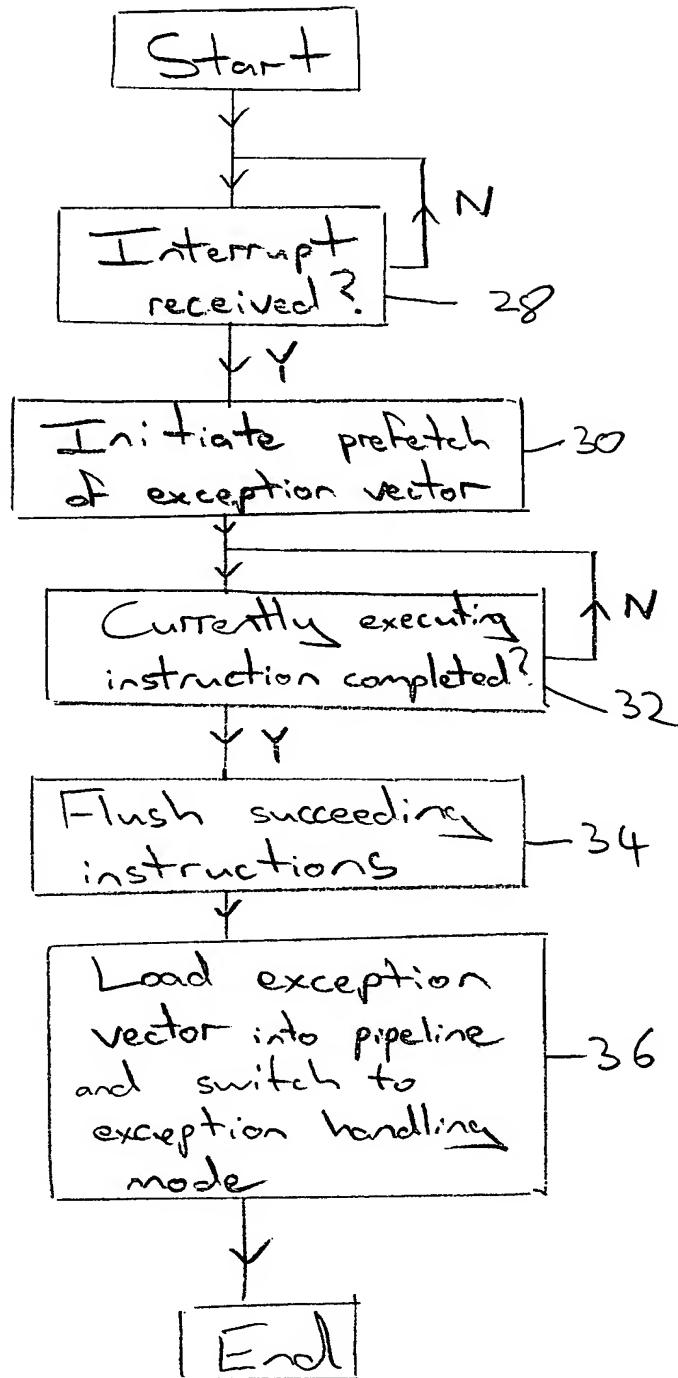 Start
N
Interrupt
received?
28
Y
Initiate prefetch
of exception vector
30
N
Currently executing
instruction completed?
32
Y
Flush succeeding
instructions
34
Load exception
vector into pipeline
and switch to
exception handling
mode
36
End